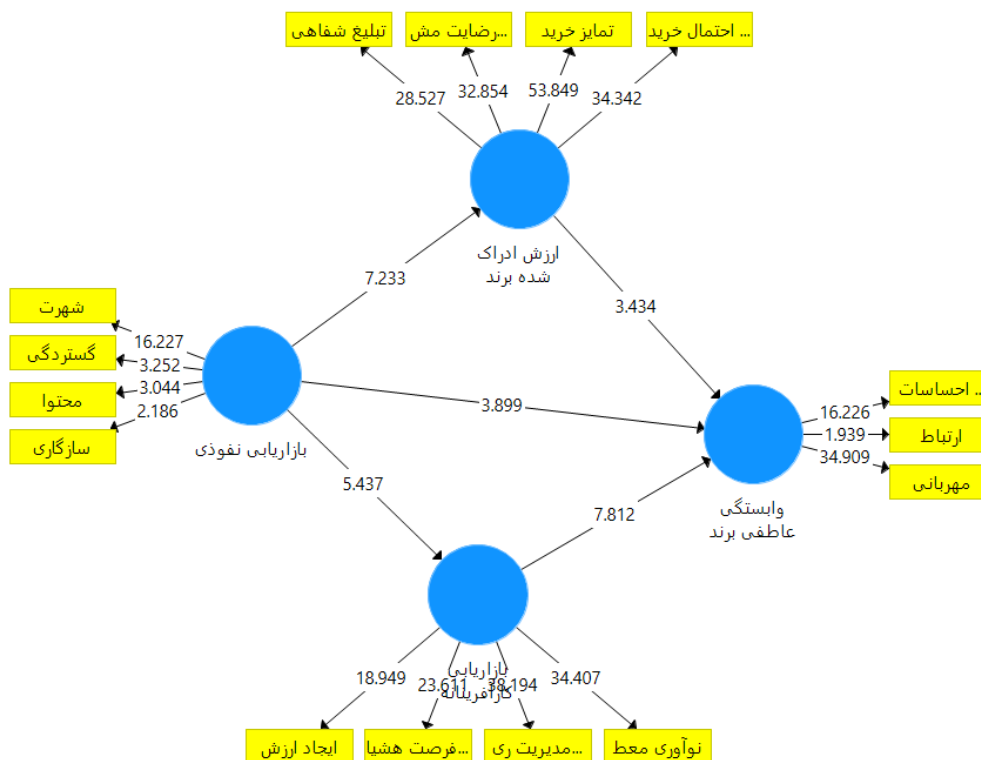 تبلیغ شفاهی
رضایت مش...
تمایز خرید
احتمال خرید ...
28.527
32.854
53.849
34.342
ارزش ادراک
شده برند
7.233
3.434
شهرت
گستردگی
محتوا
سازگاری
16.227
3.252
3.044
2.186
بازاریابی نفوذی
3.899
احساسات ..
ارتباط
مهربانی
16.226
1.939
34.909
وابستگی
عاطفی برند
5.437
7.812
بازاریابی
کارآفرینانه
18.949
23.611
38.194
34.407
ایجاد ارزش
فرصت هشیا...
مدیریت ری...
نوآوری معط